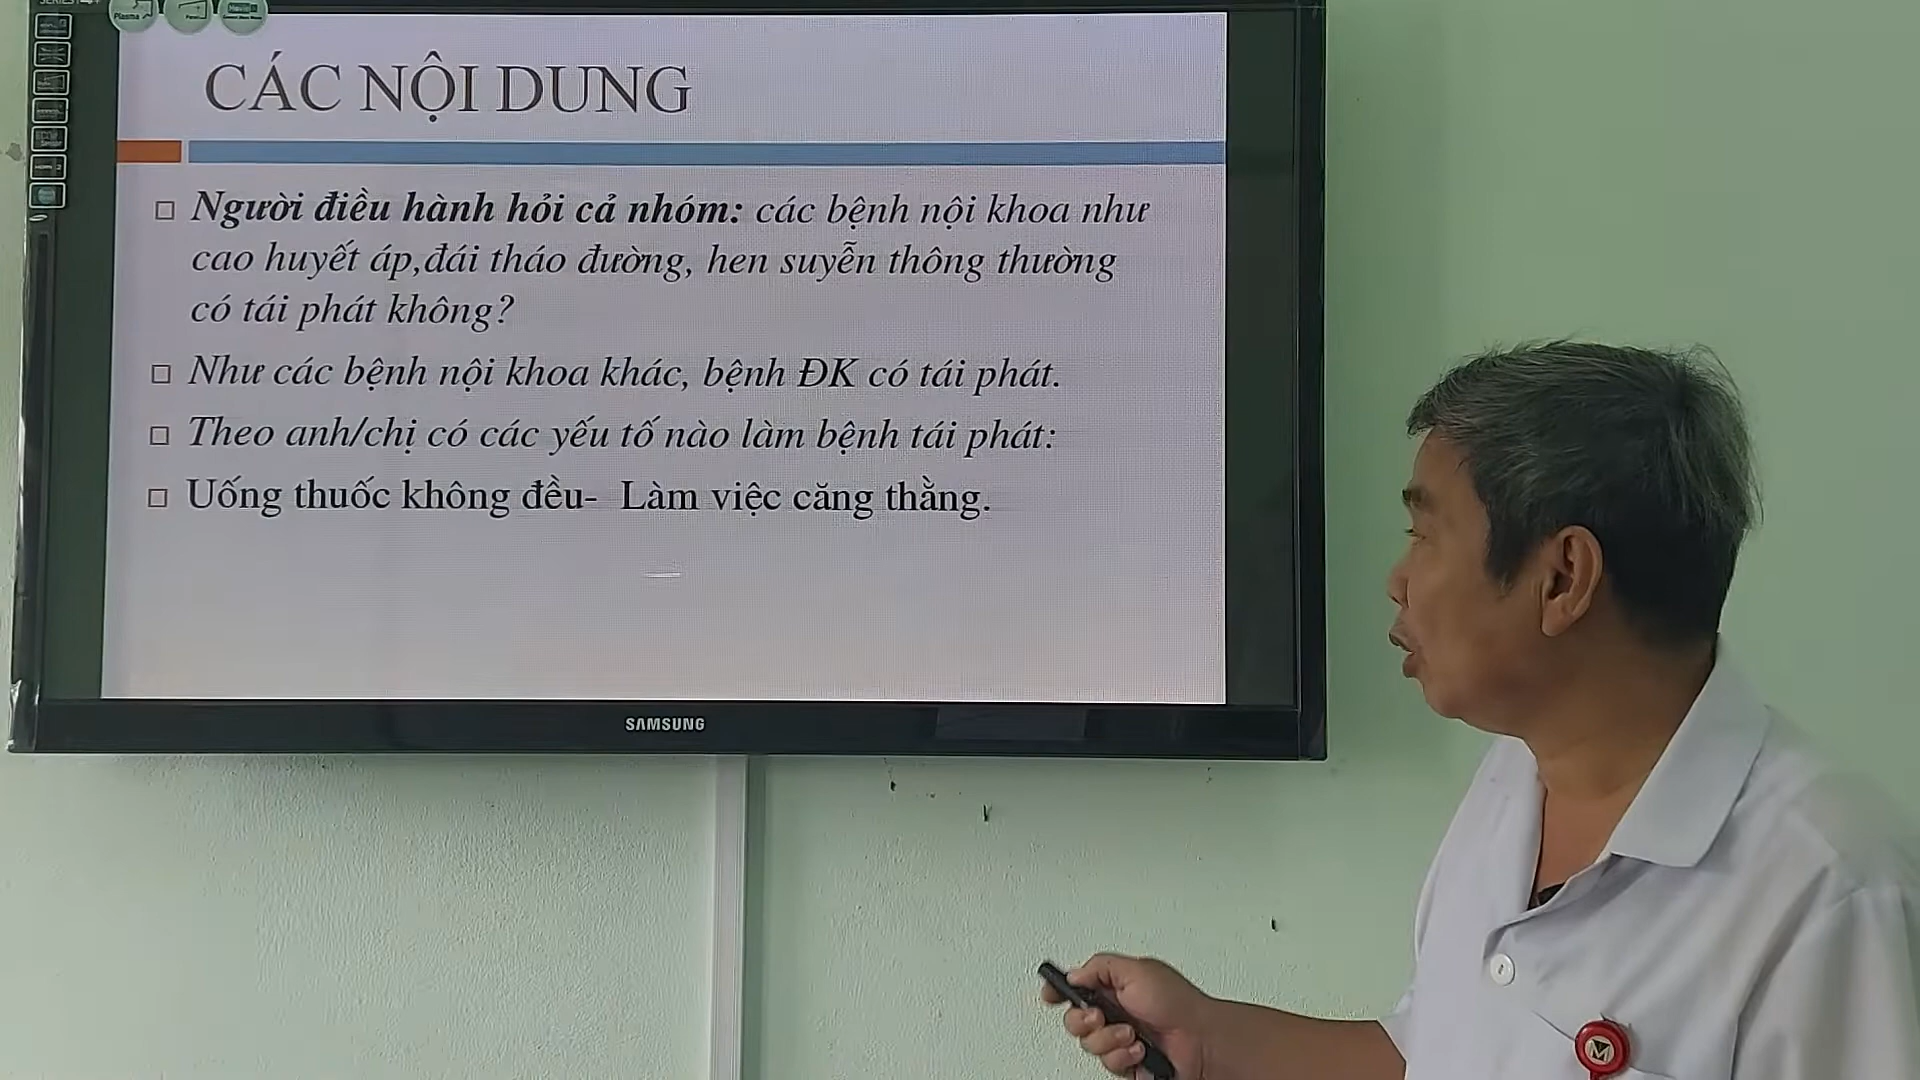 SERIES 4+
Plasma
CÁC NỘI DUNG
Người điều hành hỏi cả nhóm: các bệnh nội khoa như
cao huyết áp,đái tháo đường, hen suyễn thông thường
có tái phát không?
Như các bệnh nội khoa khác, bệnh ĐK có tái phát.
Theo anh/chị có các yếu tố nào làm bệnh tái phát:
Uống thuốc không đều- Làm việc căng thẳng.
SAMSUNG
M